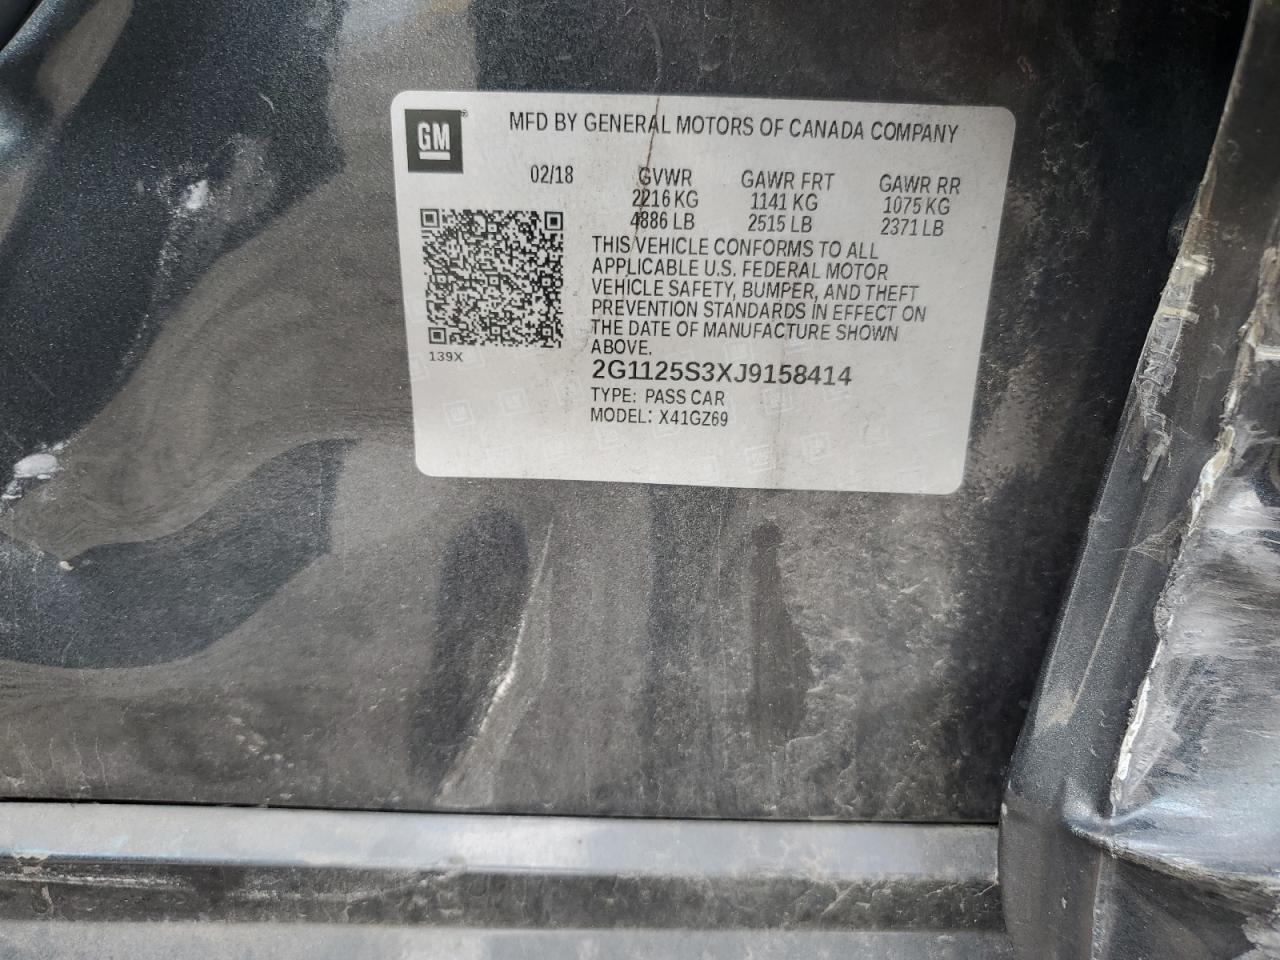 GM
MFD BY GENERAL MOTORS OF CANADA COMPANY
02/18 GVWR GAWR FRT GAWR RR
2216 KG 1141 KG 1075 KG
4886 LB 2515 LB 2371 LB
THIS VEHICLE CONFORMS TO ALL
APPLICABLE U.S. FEDERAL MOTOR
VEHICLE SAFETY, BUMPER, AND THEFT
PREVENTION STANDARDS IN EFFECT ON
THE DATE OF MANUFACTURE SHOWN
ABOVE.
139X
2G1125S3XJ9158414
TYPE: PASS CAR
MODEL: X41GZ69